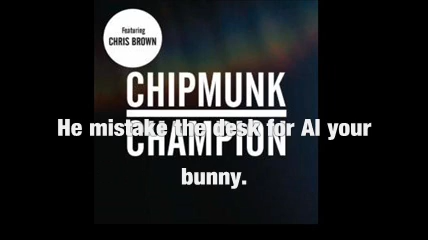 Featuring
CHRIS BROWN
CHIPMUNK
He mistake the desk for AI your
CHAMPION
bunny.